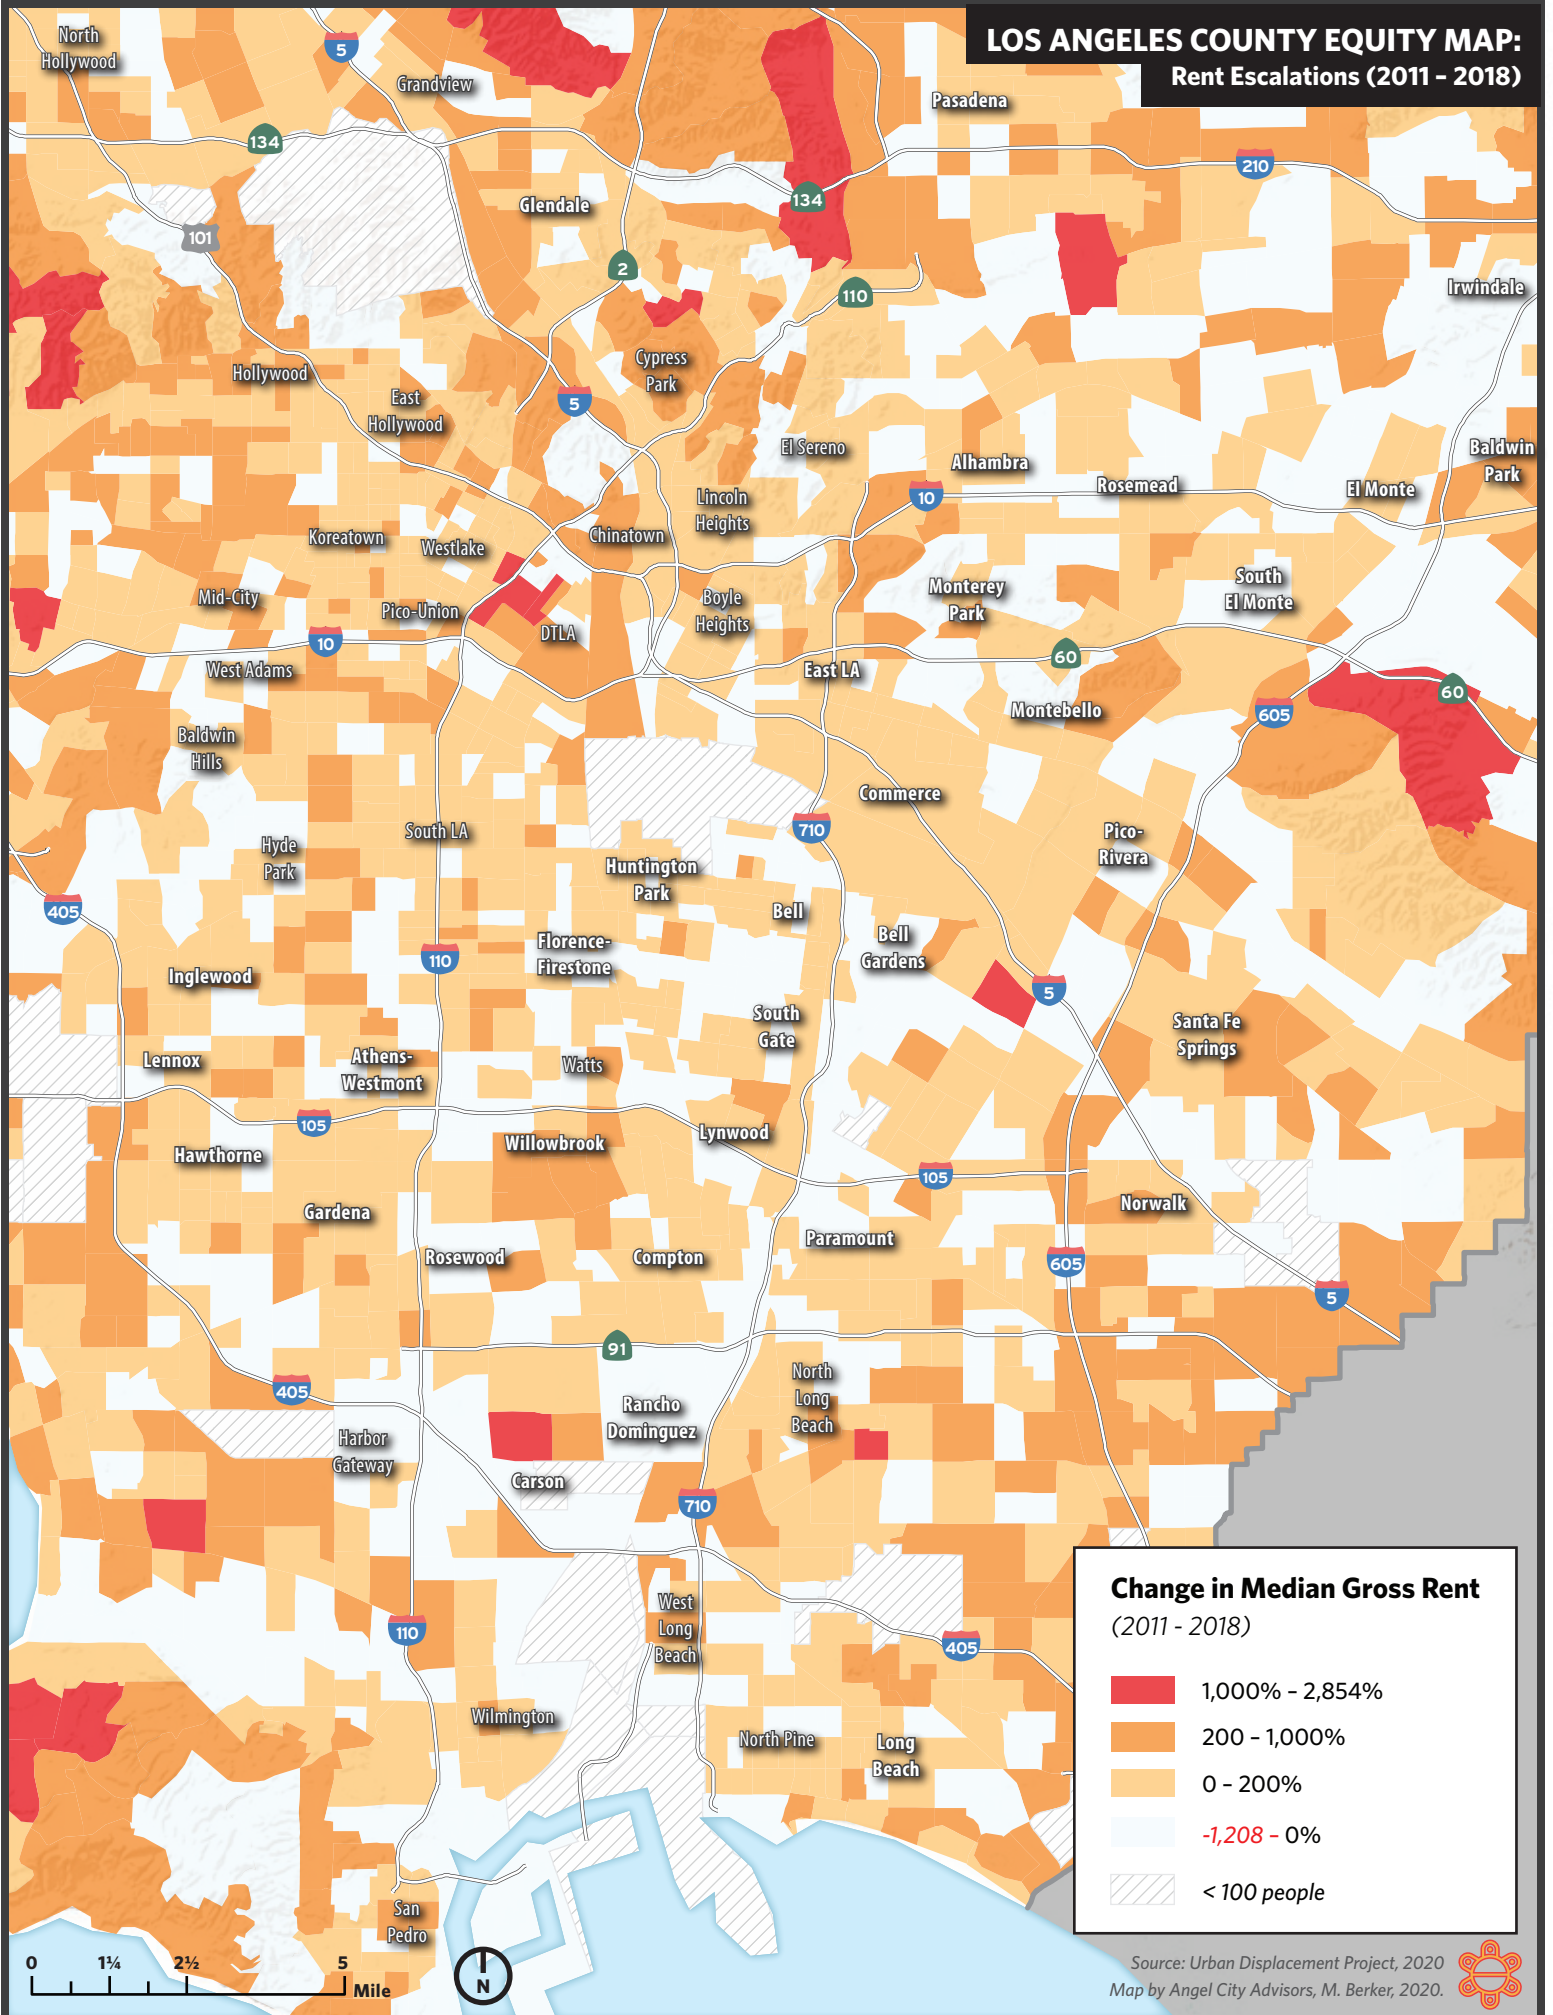 LOS ANGELES COUNTY EQUITY MAP:
Rent Escalations (2011 – 2018)
North
Hollywood
5
Grandview
Pasadena
134
210
134
Glendale
101
2
110
Irwindale
Cypress
Park
Hollywood
East
Hollywood
5
El Sereno
Alhambra
Baldwin
Park
Rosemead
El Monte
10
Lincoln
Heights
Koreatown
Westlake
Chinatown
Mid-City
Pico-Union
Boyle
Heights
Monterey
Park
South
El Monte
DTLA
10
West Adams
60
East LA
60
Montebello
605
Baldwin
Hills
Commerce
South LA
710
Pico-
Rivera
Hyde
Park
Huntington
Park
405
Bell
Bell
Gardens
Florence-
Firestone
110
Inglewood
5
South
Gate
Santa Fe
Springs
Lennox
Athens-
Westmont
Watts
105
Lynwood
Willowbrook
Hawthorne
105
Norwalk
Gardena
Paramount
Rosewood
Compton
605
5
91
North
Long
Beach
405
Rancho
Dominguez
Harbor
Gateway
Carson
710
West
Long
Beach
110
405
Wilmington
North Pine
Long
Beach
San
Pedro
Change in Median Gross Rent
(2011 - 2018)
1,000% – 2,854%
200 – 1,000%
0 – 200%
-1,208 – 0%
< 100 people
0 1¼ 2½ 5
Mile
N
Source: Urban Displacement Project, 2020
Map by Angel City Advisors, M. Berker, 2020.